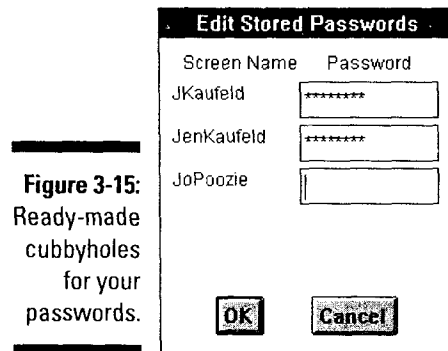 Edit Stored Passwords
Screen Name Password
JKaufeld ********
JenKaufeld ********
JoPoozie
OK Cancel
Figure 3-15:
Ready-made
cubbyholes
for your
passwords.